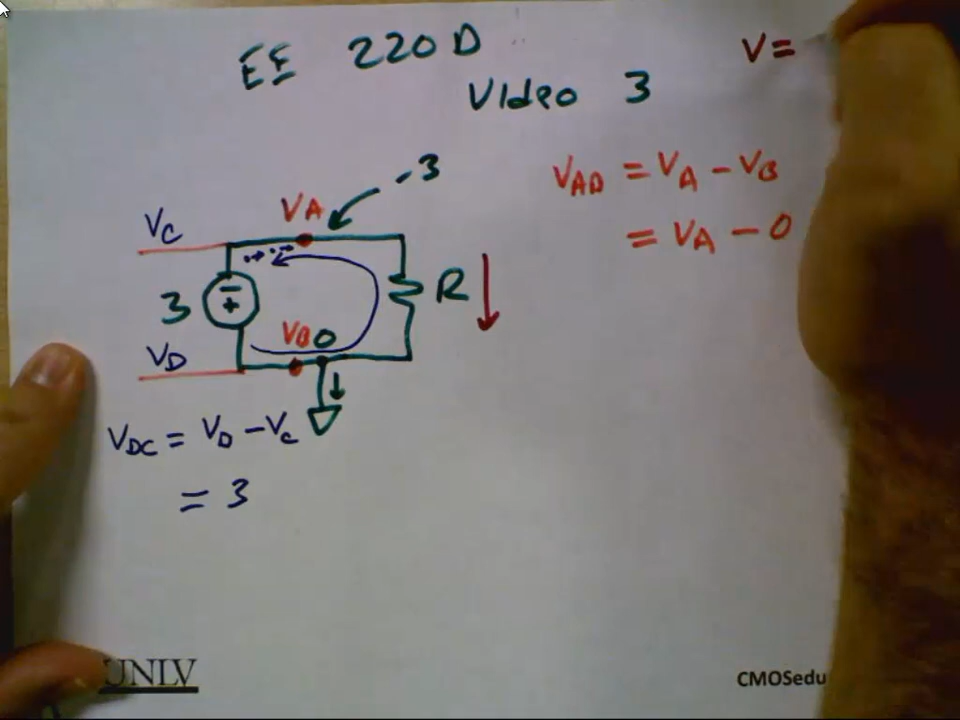 EE 220D
Video 3
V=
VAD = VA - VB
= VA - 0
-3
VA
VC
- +
3
R
VB 0
VD
VDC = VD - VC
= 3
UNLV
CMOSedu